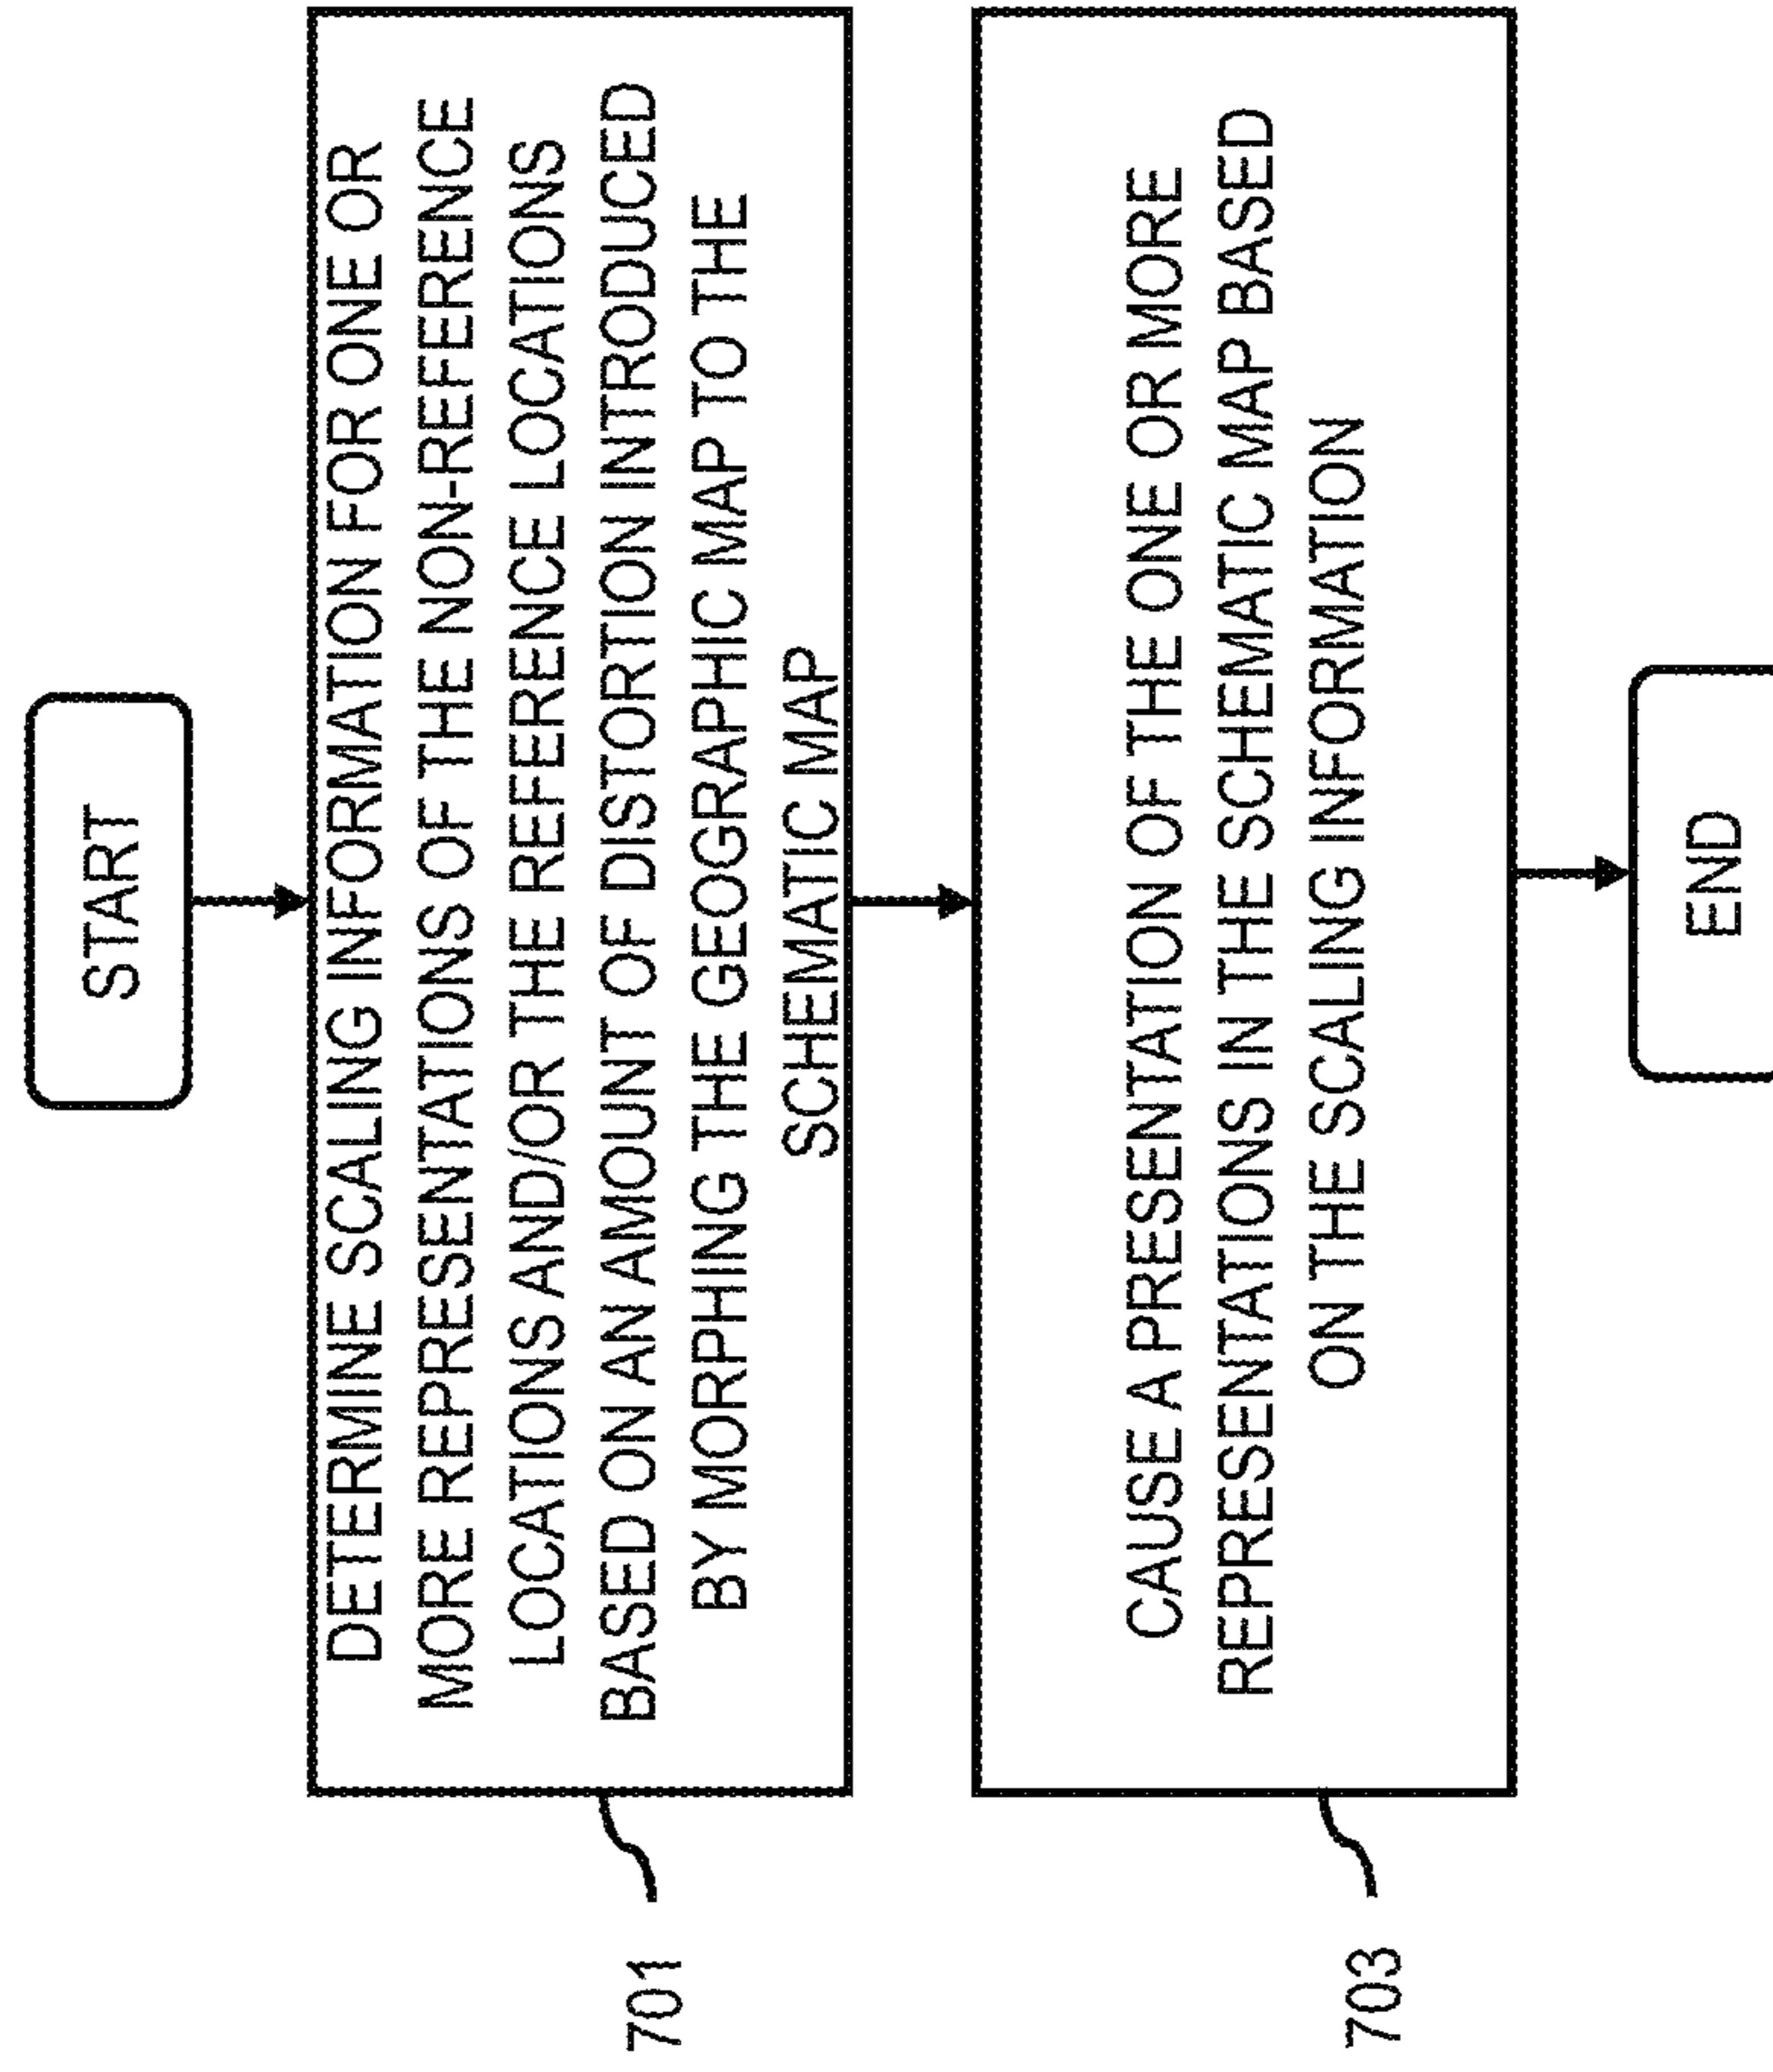 START
DETERMINE SCALING INFORMATION FOR ONE OR
MORE REPRESENTATIONS OF THE NON-REFERENCE
LOCATIONS AND/OR THE REFERENCE LOCATIONS
BASED ON AN AMOUNT OF DISTORTION INTRODUCED
BY MORPHING THE GEOGRAPHIC MAP TO THE
SCHEMATIC MAP
701
CAUSE A PRESENTATION OF THE ONE OR MORE
REPRESENTATIONS IN THE SCHEMATIC MAP BASED
ON THE SCALING INFORMATION
703
END